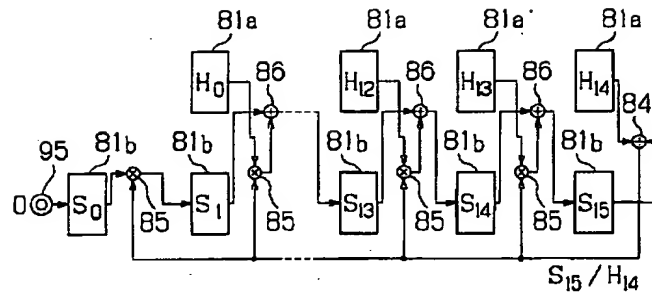 81a 81a 81a 81a
H0 86 H12 86 H13 86 H14 84
95 81b 81b 81b 81b 81b
0 S0 85 S1 85 S13 85 S14 85 S15
S15 / H14